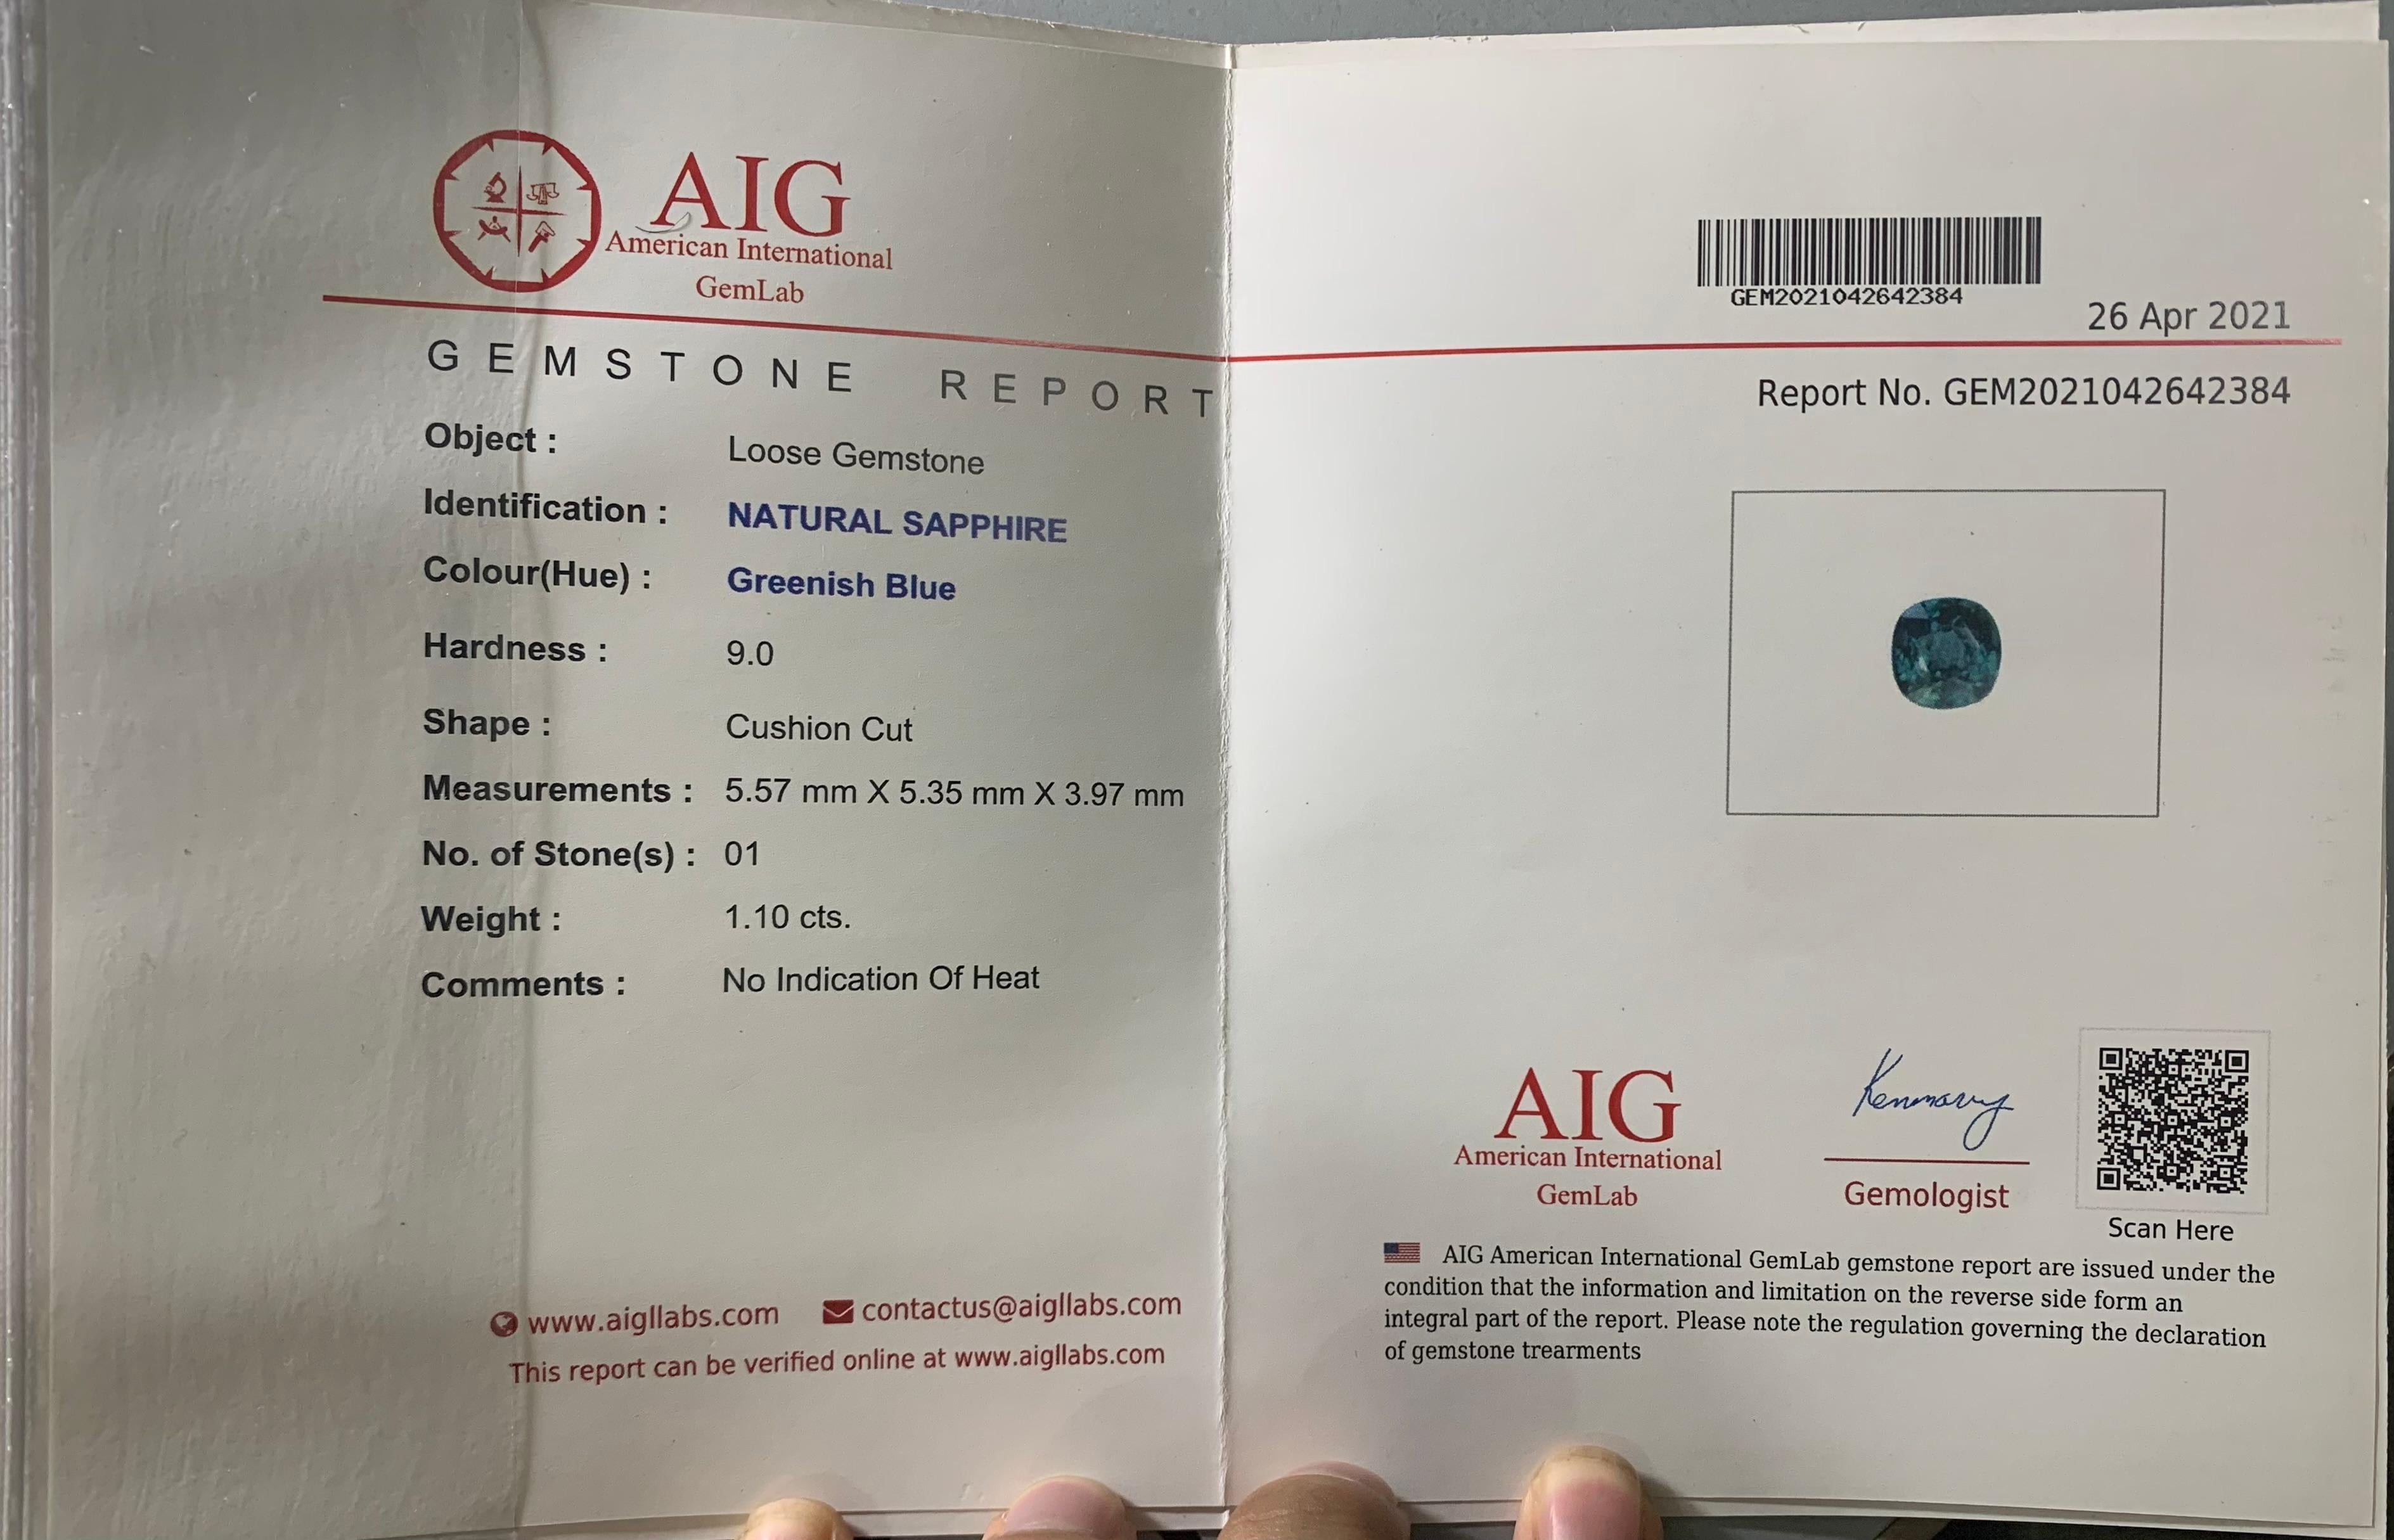 AIG
American International
GemLab
GEMSTONE REPORT
Object : Loose Gemstone
Identification : NATURAL SAPPHIRE
Colour(Hue) : Greenish Blue
Hardness : 9.0
Shape : Cushion Cut
Measurements : 5.57 mm X 5.35 mm X 3.97 mm
No. of Stone(s) : 01
Weight : 1.10 cts.
Comments : No Indication Of Heat
www.aigllabs.com contactus@aigllabs.com
This report can be verified online at www.aigllabs.com
GEM2021042642384
26 Apr 2021
Report No. GEM2021042642384
AIG
American International
GemLab
Gemologist
Scan Here
AIG American International GemLab gemstone report are issued under the
condition that the information and limitation on the reverse side form an
integral part of the report. Please note the regulation governing the declaration
of gemstone trearments